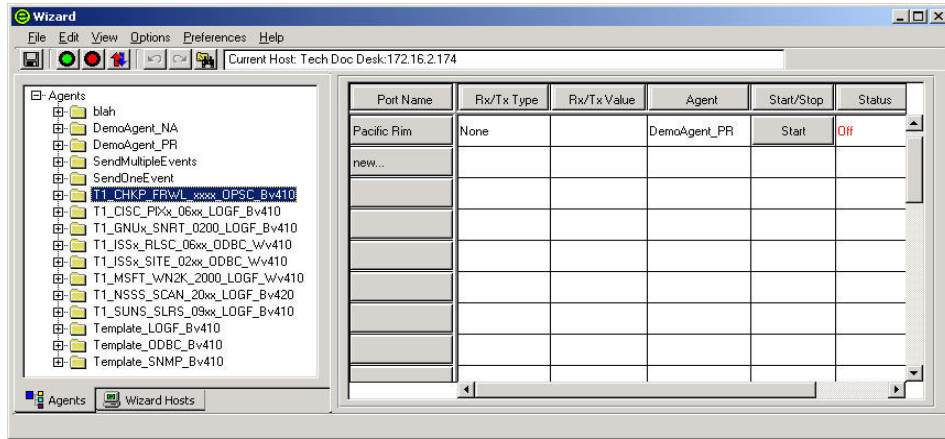 Wizard
File Edit View Options Preferences Help
Current Host: Tech Doc Desk:172.16.2.174
Agents
blah
DemoAgent_NA
DemoAgent_PR
SendMultipleEvents
SendOneEvent
T1_CHKP_FRWL_xxxx_OPSC_Bv410
T1_CISC_PIXx_06xx_LOGF_Bv410
T1_GNUx_SNRT_0200_LOGF_Bv410
T1_ISSx_RLSC_06xx_ODBC_Wv410
T1_ISSx_SITE_02xx_ODBC_Wv410
T1_MSFT_WN2K_2000_LOGF_Wv410
T1_NSSS_SCAN_20xx_LOGF_Bv420
T1_SUNS_SLRS_09xx_LOGF_Bv410
Template_LOGF_Bv410
Template_ODBC_Bv410
Template_SNMP_Bv410
Agents Wizard Hosts
Port Name Rx/Tx Type Rx/Tx Value Agent Start/Stop Status
Pacific Rim None DemoAgent_PR Start Off
new...